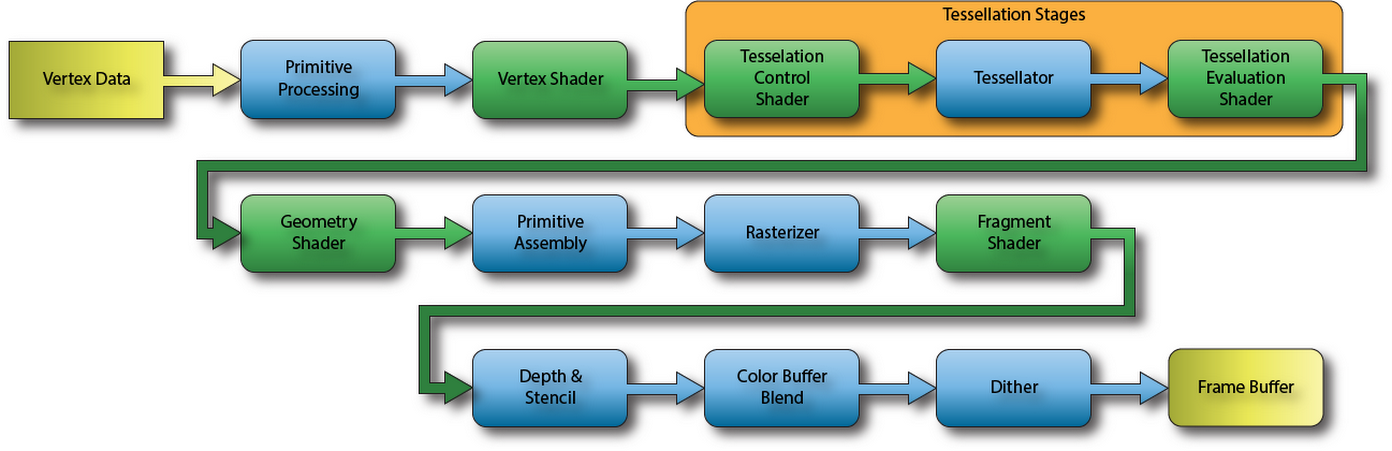 Tessellation Stages
Vertex Data
Primitive
Processing
Vertex Shader
Tesselation
Control
Shader
Tessellator
Tessellation
Evaluation
Shader
Geometry
Shader
Primitive
Assembly
Rasterizer
Fragment
Shader
Depth &
Stencil
Color Buffer
Blend
Dither
Frame Buffer